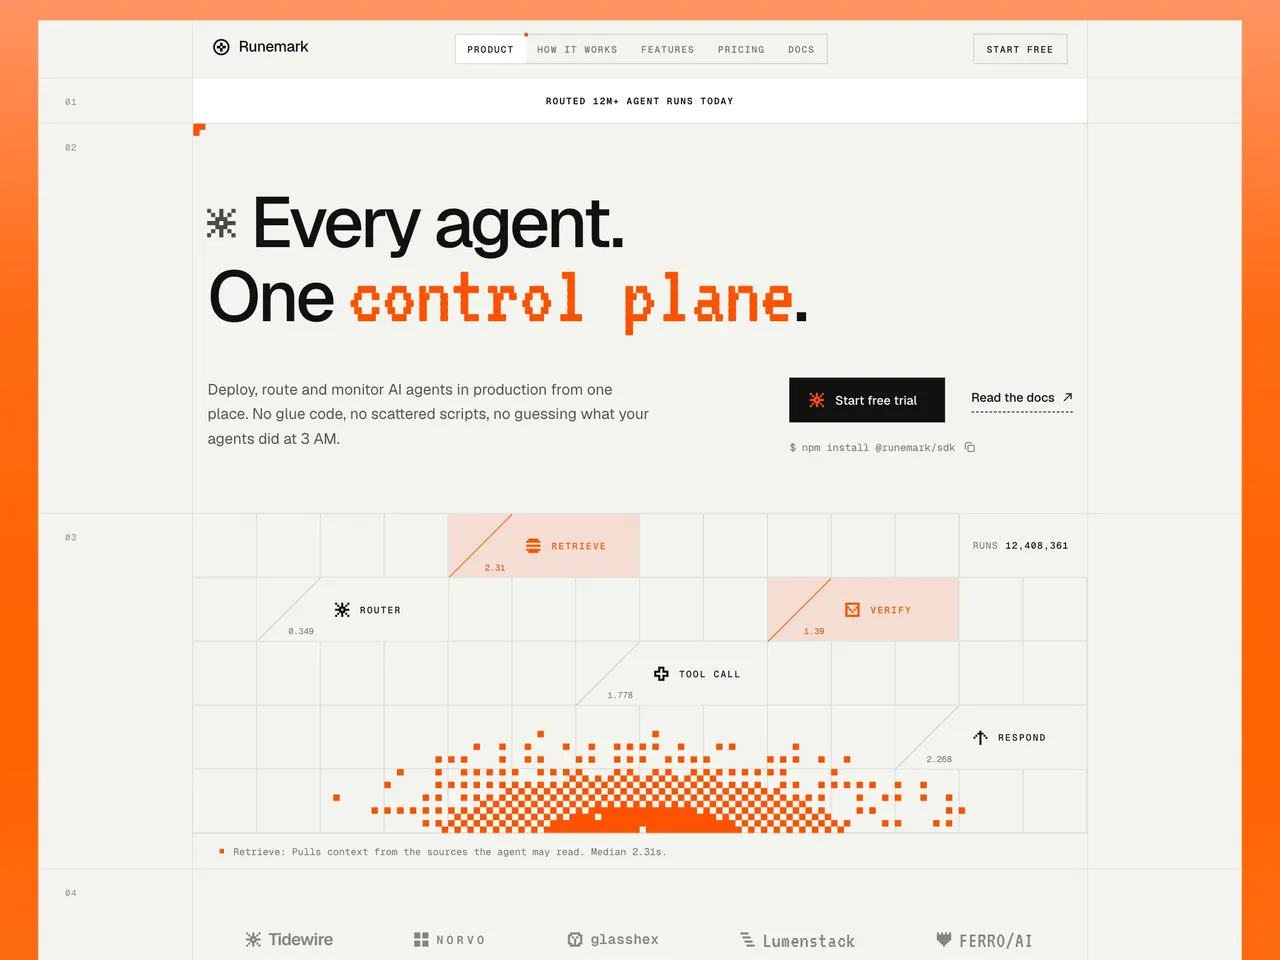 Runemark
PRODUCT HOW IT WORKS FEATURES PRICING DOCS
START FREE
01
ROUTED 12M+ AGENT RUNS TODAY
02
Every agent.
One control plane.
Deploy, route and monitor AI agents in production from one
place. No glue code, no scattered scripts, no guessing what your
agents did at 3 AM.
Start free trial
Read the docs
$ npm install @runemark/sdk
03
RETRIEVE
2.31
RUNS 12,408,361
ROUTER
0.349
VERIFY
1.39
TOOL CALL
1.778
RESPOND
2.268
Retrieve: Pulls context from the sources the agent may read. Median 2.31s.
04
Tidewire
NORVO
glasshex
Lumenstack
FERRO/AI